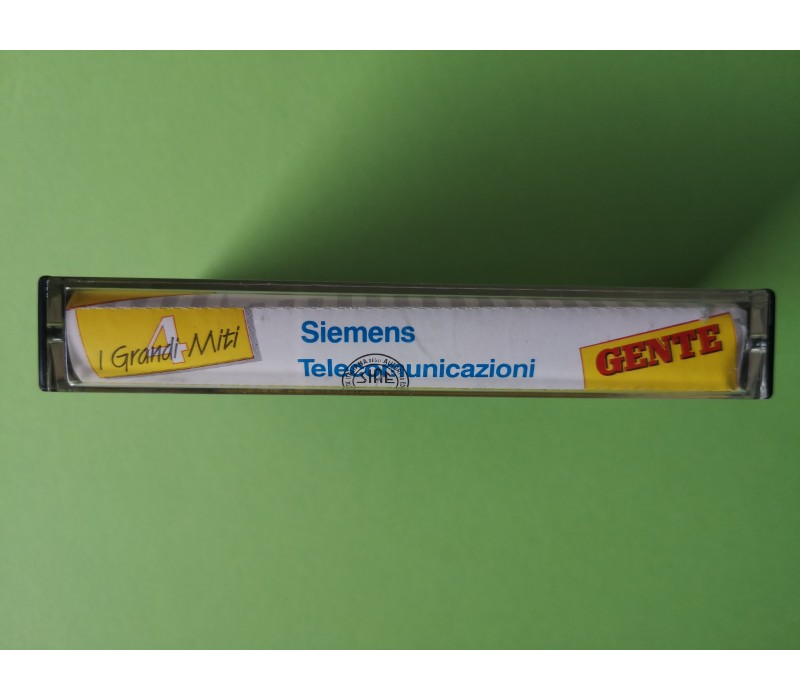 4
I Grandi Miti
Siemens
Telecomunicazioni
SIAE
GENTE